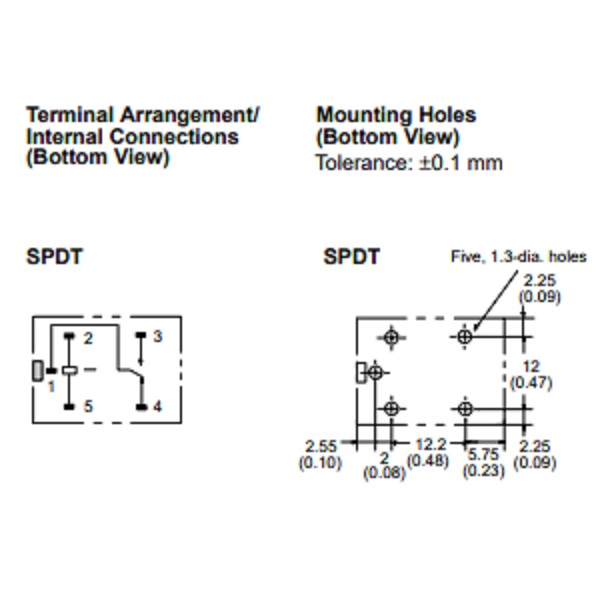 Terminal Arrangement/
Internal Connections
(Bottom View)
Mounting Holes
(Bottom View)
Tolerance: ±0.1 mm
SPDT
2
3
1
5
4
SPDT
Five, 1.3-dia. holes
2.25
(0.09)
12
(0.47)
2.55
(0.10)
2
(0.08)
12.2
(0.48)
5.75
(0.23)
2.25
(0.09)